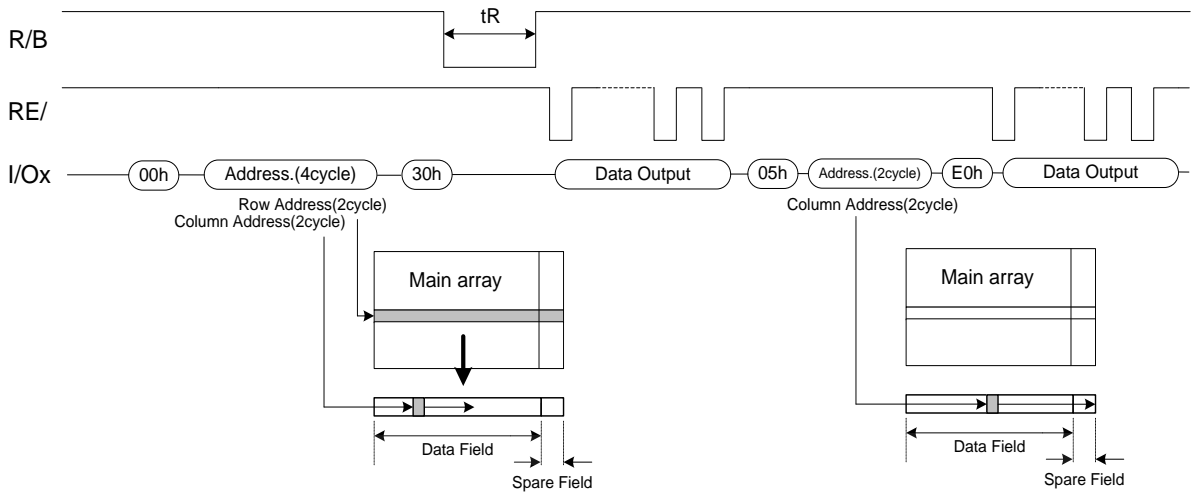 tR
R/B
RE/
I/Ox
00h
Address.(4cycle)
30h
Data Output
05h
Address.(2cycle)
E0h
Data Output
Row Address(2cycle)
Column Address(2cycle)
Column Address(2cycle)
Main array
Main array
Data Field
Data Field
Spare Field
Spare Field